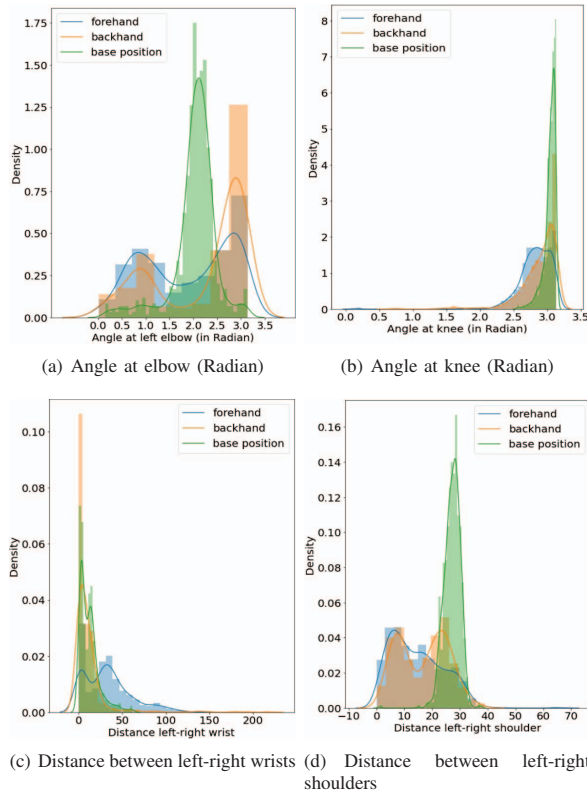 forehand
backhand
base position
1.75
1.50
1.25
1.00
0.75
0.50
0.25
0.00
Density
0.0 0.5 1.0 1.5 2.0 2.5 3.0 3.5
Angle at left elbow (in Radian)
(a) Angle at elbow (Radian)
forehand
backhand
base position
8
7
6
5
4
3
2
1
0
Density
0.0 0.5 1.0 1.5 2.0 2.5 3.0 3.5
Angle at knee (in Radian)
(b) Angle at knee (Radian)
forehand
backhand
base position
0.10
0.08
0.06
0.04
0.02
0.00
Density
0 50 100 150 200
Distance left-right wrist
(c) Distance between left-right wrists
forehand
backhand
base position
0.16
0.14
0.12
0.10
0.08
0.06
0.04
0.02
0.00
Density
−10 0 10 20 30 40 50 60 70
Distance left-right shoulder
(d) Distance between left-right
shoulders